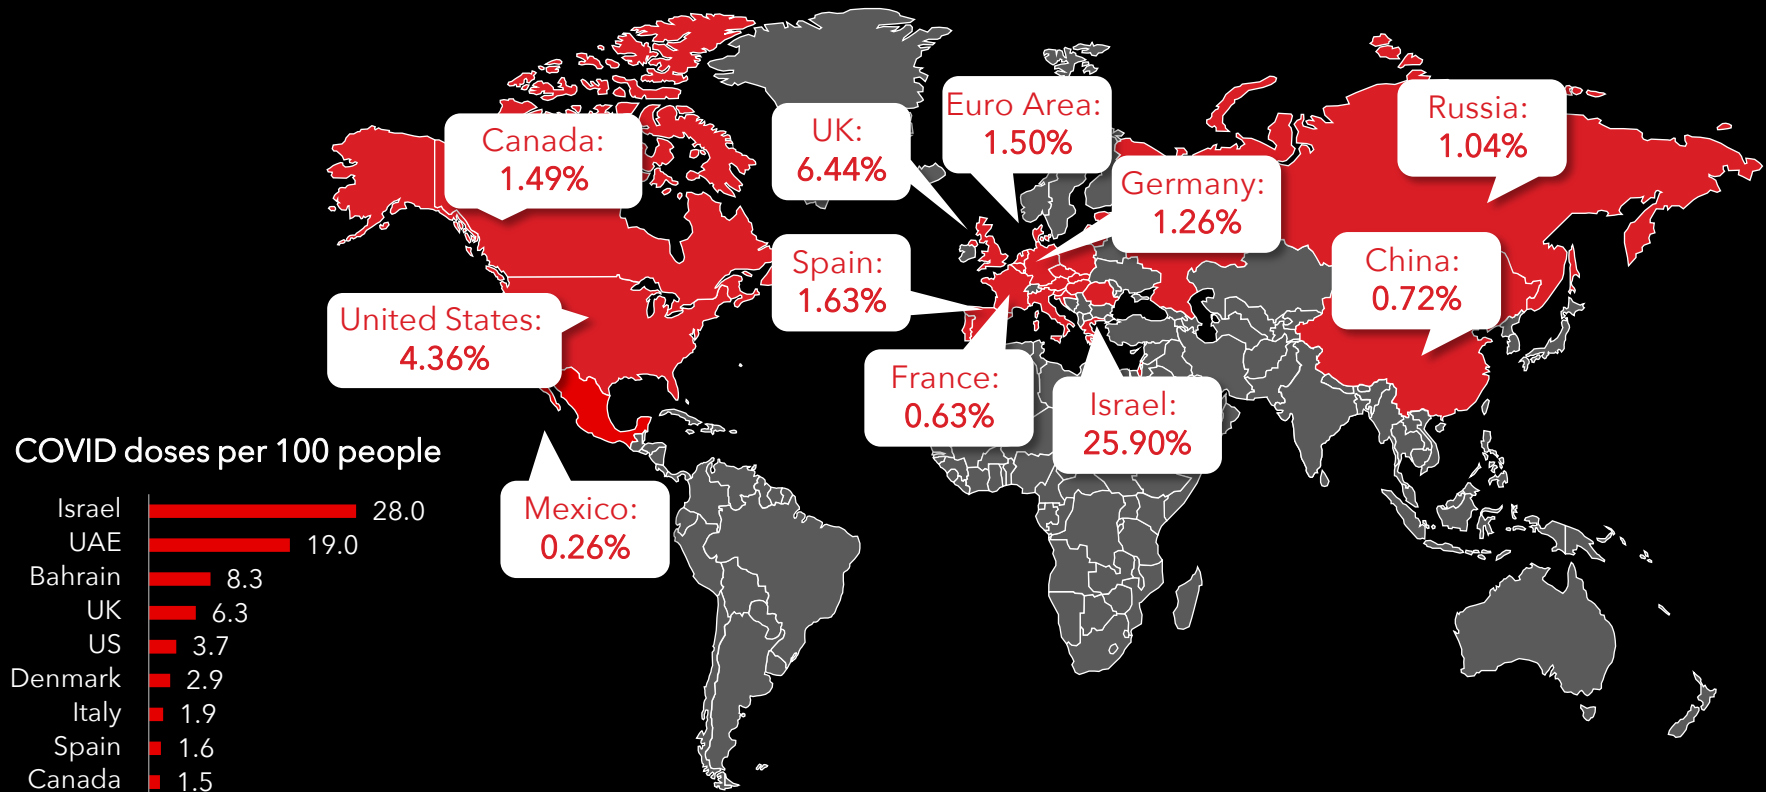 Canada:
1.49%
UK:
6.44%
Euro Area:
1.50%
Russia:
1.04%
Germany:
1.26%
Spain:
1.63%
China:
0.72%
United States:
4.36%
France:
0.63%
Israel:
25.90%
Mexico:
0.26%
COVID doses per 100 people
Israel 28.0
UAE 19.0
Bahrain 8.3
UK 6.3
US 3.7
Denmark 2.9
Italy 1.9
Spain 1.6
Canada 1.5